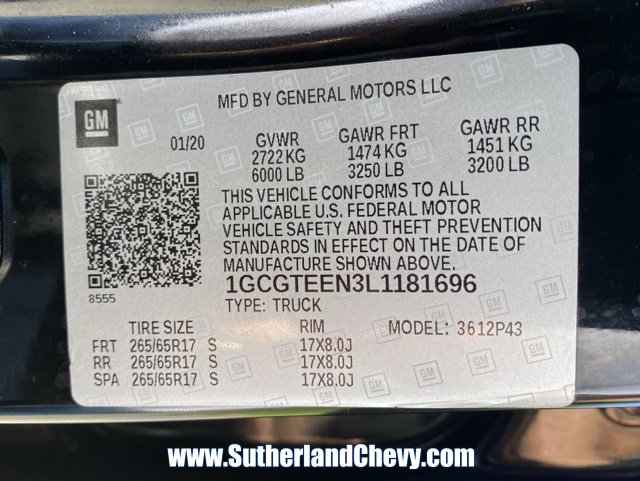 MFD BY GENERAL MOTORS LLC
GM
01/20 GVWR GAWR FRT GAWR RR
2722 KG 1474 KG 1451 KG
6000 LB 3250 LB 3200 LB
THIS VEHICLE CONFORMS TO ALL
APPLICABLE U.S. FEDERAL MOTOR
VEHICLE SAFETY AND THEFT PREVENTION
STANDARDS IN EFFECT ON THE DATE OF
MANUFACTURE SHOWN ABOVE.
8555
1GCGTEEN3L1181696
TYPE: TRUCK
TIRE SIZE RIM MODEL: 3612P43
FRT 265/65R17 S 17X8.0J
RR 265/65R17 S 17X8.0J
SPA 265/65R17 S 17X8.0J
www.SutherlandChevy.com